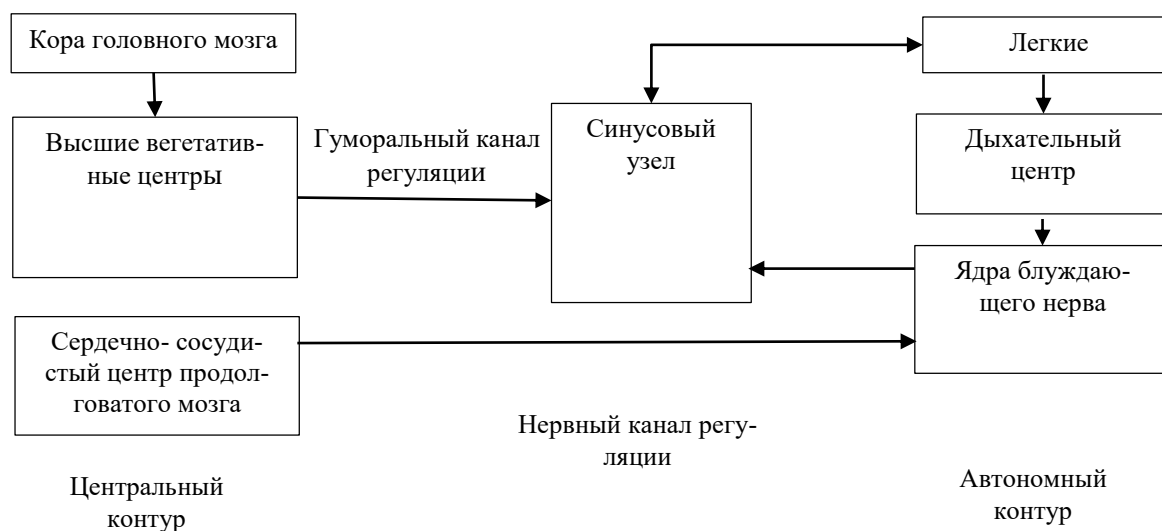 Кора головного мозга
Легкие
Высшие вегетатив-
ные центры
Гуморальный канал
регуляции
Синусовый
узел
Дыхательный
центр
Ядра блуждаю-
щего нерва
Сердечно- сосуди-
стый центр продол-
говатого мозга
Нервный канал регу-
ляции
Центральный
контур
Автономный
контур